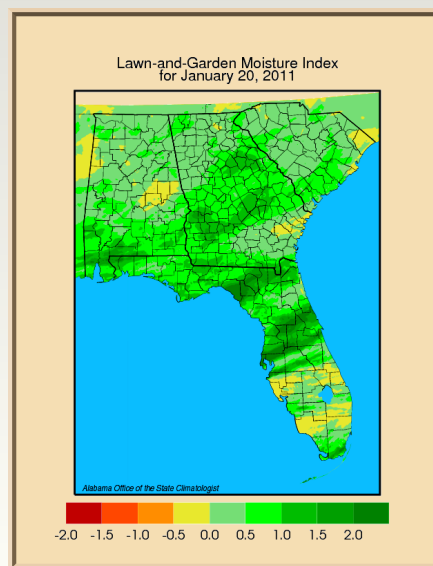 Lawn-and-Garden Moisture Index
for January 20, 2011
Alabama Office of the State Climatologist
-2.0 -1.5 -1.0 -0.5 0.0 0.5 1.0 1.5 2.0